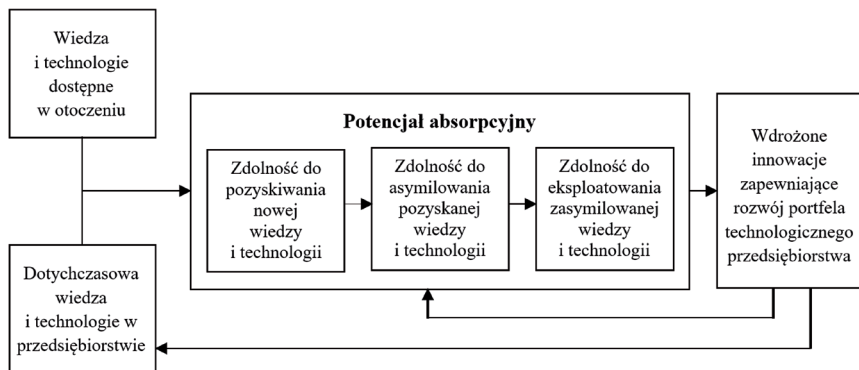 Wiedza
i technologie
dostępne
w otoczeniu
Potencjał absorpcyjny
Zdolność do
pozyskiwania
nowej
wiedzy
i technologii
Zdolność do
asymilowania
pozyskanej
wiedzy
i technologii
Zdolność do
eksploatowania
zasymilowanej
wiedzy
i technologii
Wdrożone
innowacje
zapewniające
rozwój portfela
technologicznego
przedsiębiorstwa
Dotychczasowa
wiedza
i technologie w
przedsiębiorstwie